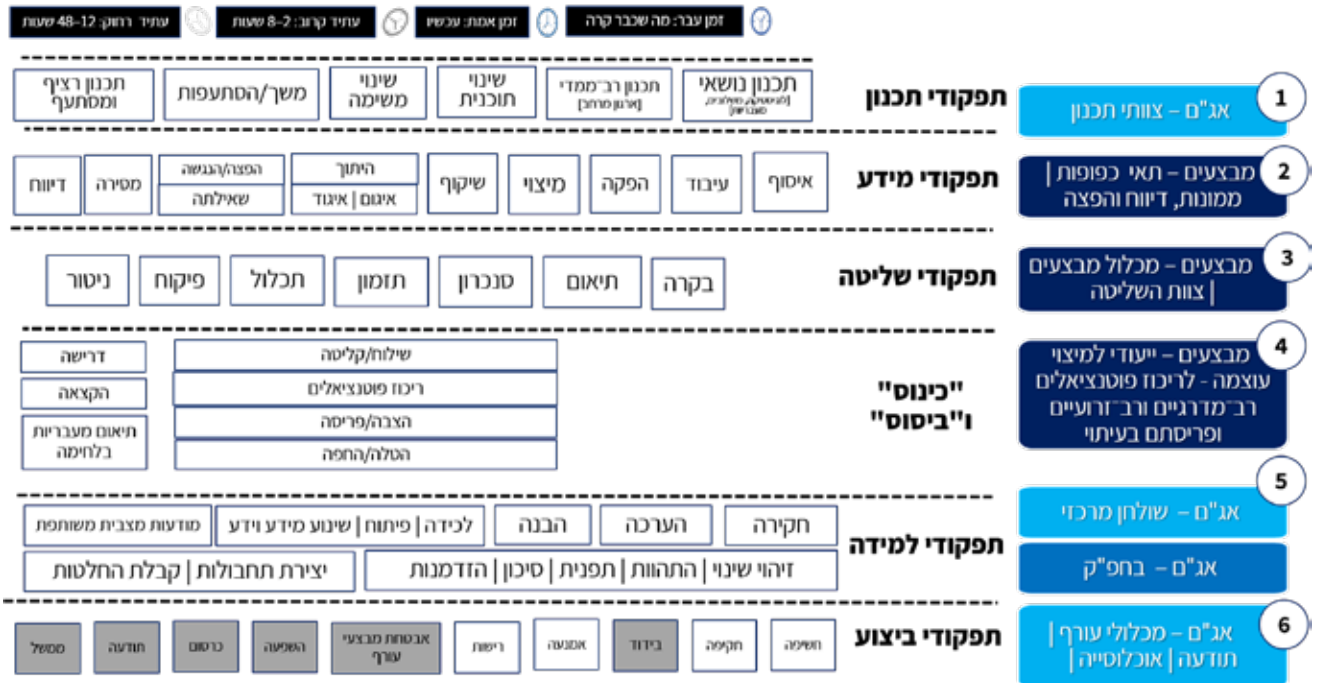 זמן עבר: מה שכבר קרה
זמן אמת: עכשיו
עתיד קרוב: 2–8 שעות
עתיד רחוק: 12–48 שעות
1
אג"ם – צוותי תכנון
תפקודי תכנון
תכנון נושאי
תכנון רב־ממדי
[ארגון מרחב]
שינוי
תוכנית
שינוי
משימה
משך/הסתעפות
תכנון רציף
ומסתעף
2
מבצעים – תאי כפופות |
ממונות, דיווח והפצה
תפקודי מידע
איסוף
עיבוד
הפקה
מיצוי
שיקוף
היתוך
איגום | איגוד
הפצה/הנגשה
שאילתה
מסירה
דיווח
3
מבצעים – מכלול מבצעים
| צוות השליטה
תפקודי שליטה
בקרה
תיאום
סנכרון
תזמון
תכלול
פיקוח
ניטור
4
מבצעים – ייעודי למיצוי
עוצמה - לריכוז פוטנציאלים
רב־מדרגיים ורב־זרועיים
ופריסתם בעיתוי
"כינוס"
ו"ביסוס"
שילוח/קליטה
ריכוז פוטנציאלים
הצבה/פריסה
הטלה/החפה
דרישה
הקצאה
תיאום מעבריות
בלחימה
5
אג"ם – שולחן מרכזי
אג"ם – בחפ"ק
תפקודי למידה
חקירה
הערכה
הבנה
לכידה | פיתוח | שינוע מידע וידע
מודעות מצבית משותפת
זיהוי שינוי | התהוות | תפנית | סיכון | הזדמנות
יצירת תחבולות | קבלת החלטות
6
אג"ם – מכלולי עורף |
תודעה | אוכלוסייה |
תפקודי ביצוע
חשיפה
תקיפה
בידוד
אמנעה
רישות
אבטחת מבצעי
עורף
השפעה
כרסום
תודעה
ממשל